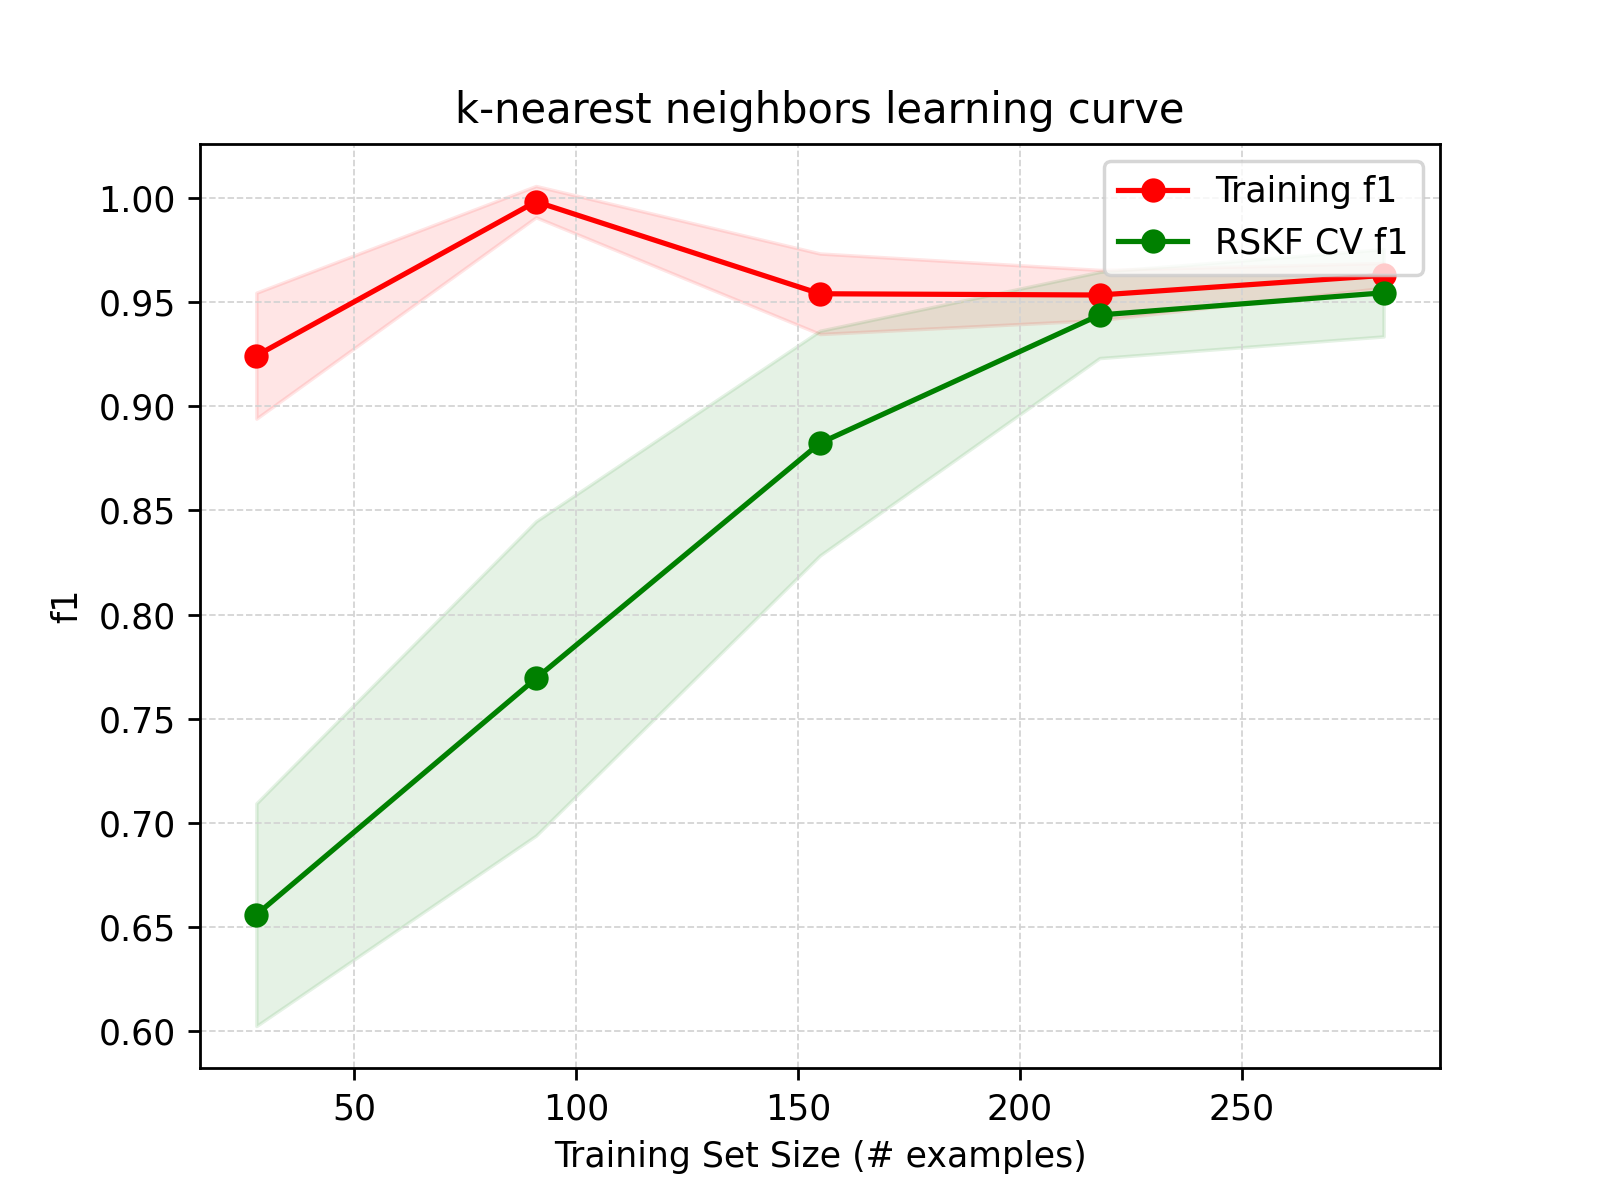 k-nearest neighbors learning curve
Training f1
RSKF CV f1
1.00
0.95
0.90
0.85
0.80
0.75
0.70
0.65
0.60
f1
50 100 150 200 250
Training Set Size (# examples)